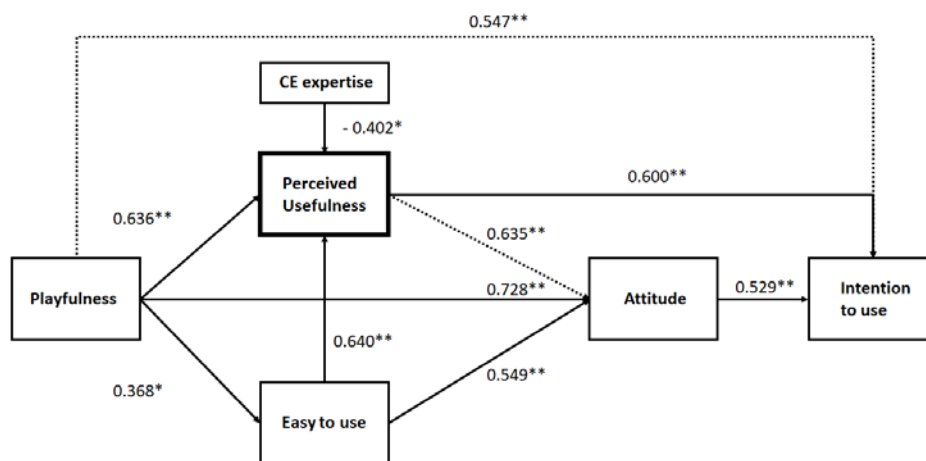 0.547**
CE expertise
- 0.402*
Perceived
Usefulness
0.600**
0.636**
0.635**
Playfulness
0.728**
Attitude
0.529**
Intention
to use
0.640**
0.549**
0.368*
Easy to use